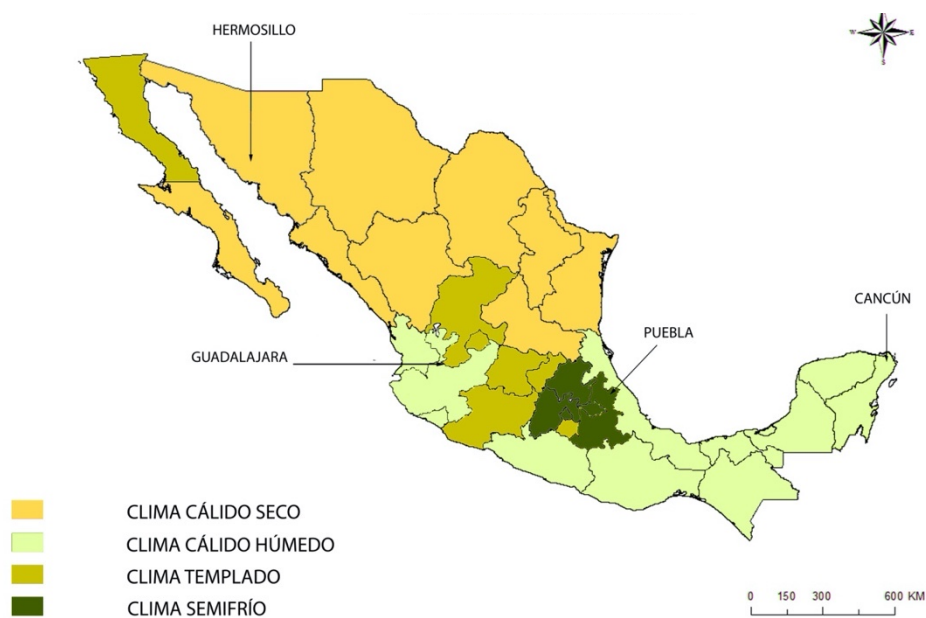 HERMOSILLO
N
W
E
S
CANCÚN
PUEBLA
GUADALAJARA
CLIMA CÁLIDO SECO
CLIMA CÁLIDO HÚMEDO
CLIMA TEMPLADO
CLIMA SEMIFRÍO
0 150 300 600 KM